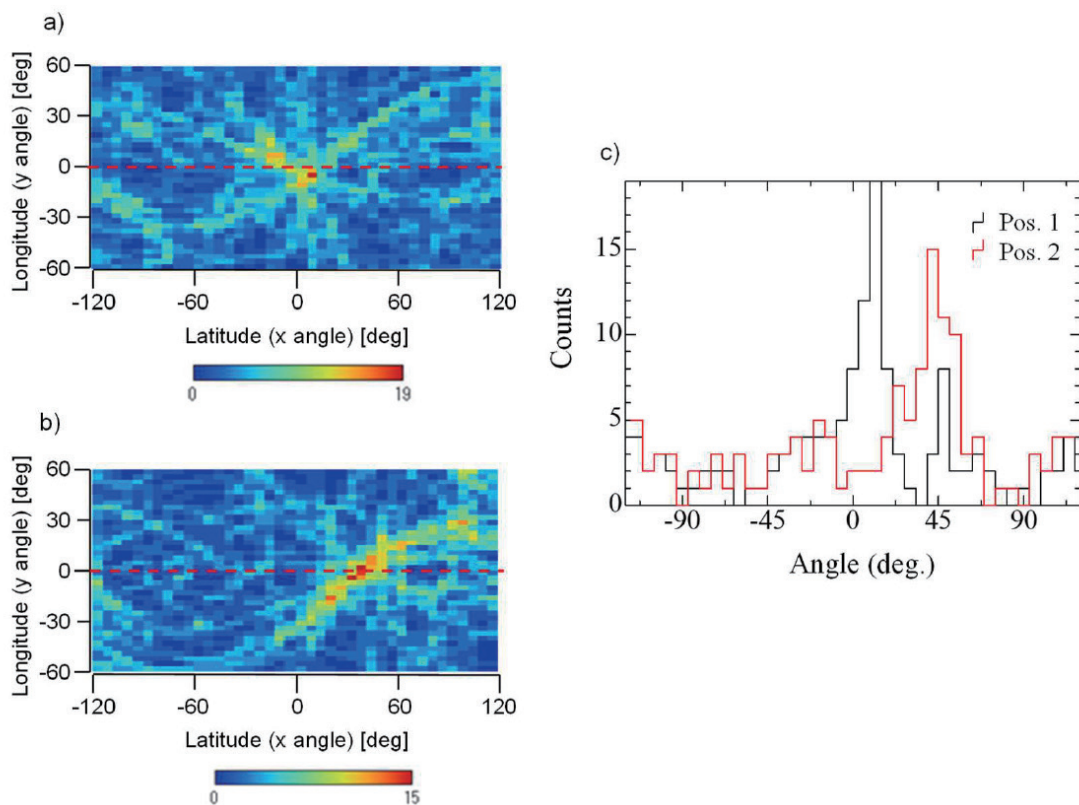 a)
60
30
0
-30
-60
Longitude (y angle) [deg]
-120 -60 0 60 120
Latitude (x angle) [deg]
0 19
b)
60
30
0
-30
-60
Longitude (y angle) [deg]
-120 -60 0 60 120
Latitude (x angle) [deg]
0 15
c)
15
10
5
0
Counts
Pos. 1
Pos. 2
-90 -45 0 45 90
Angle (deg.)